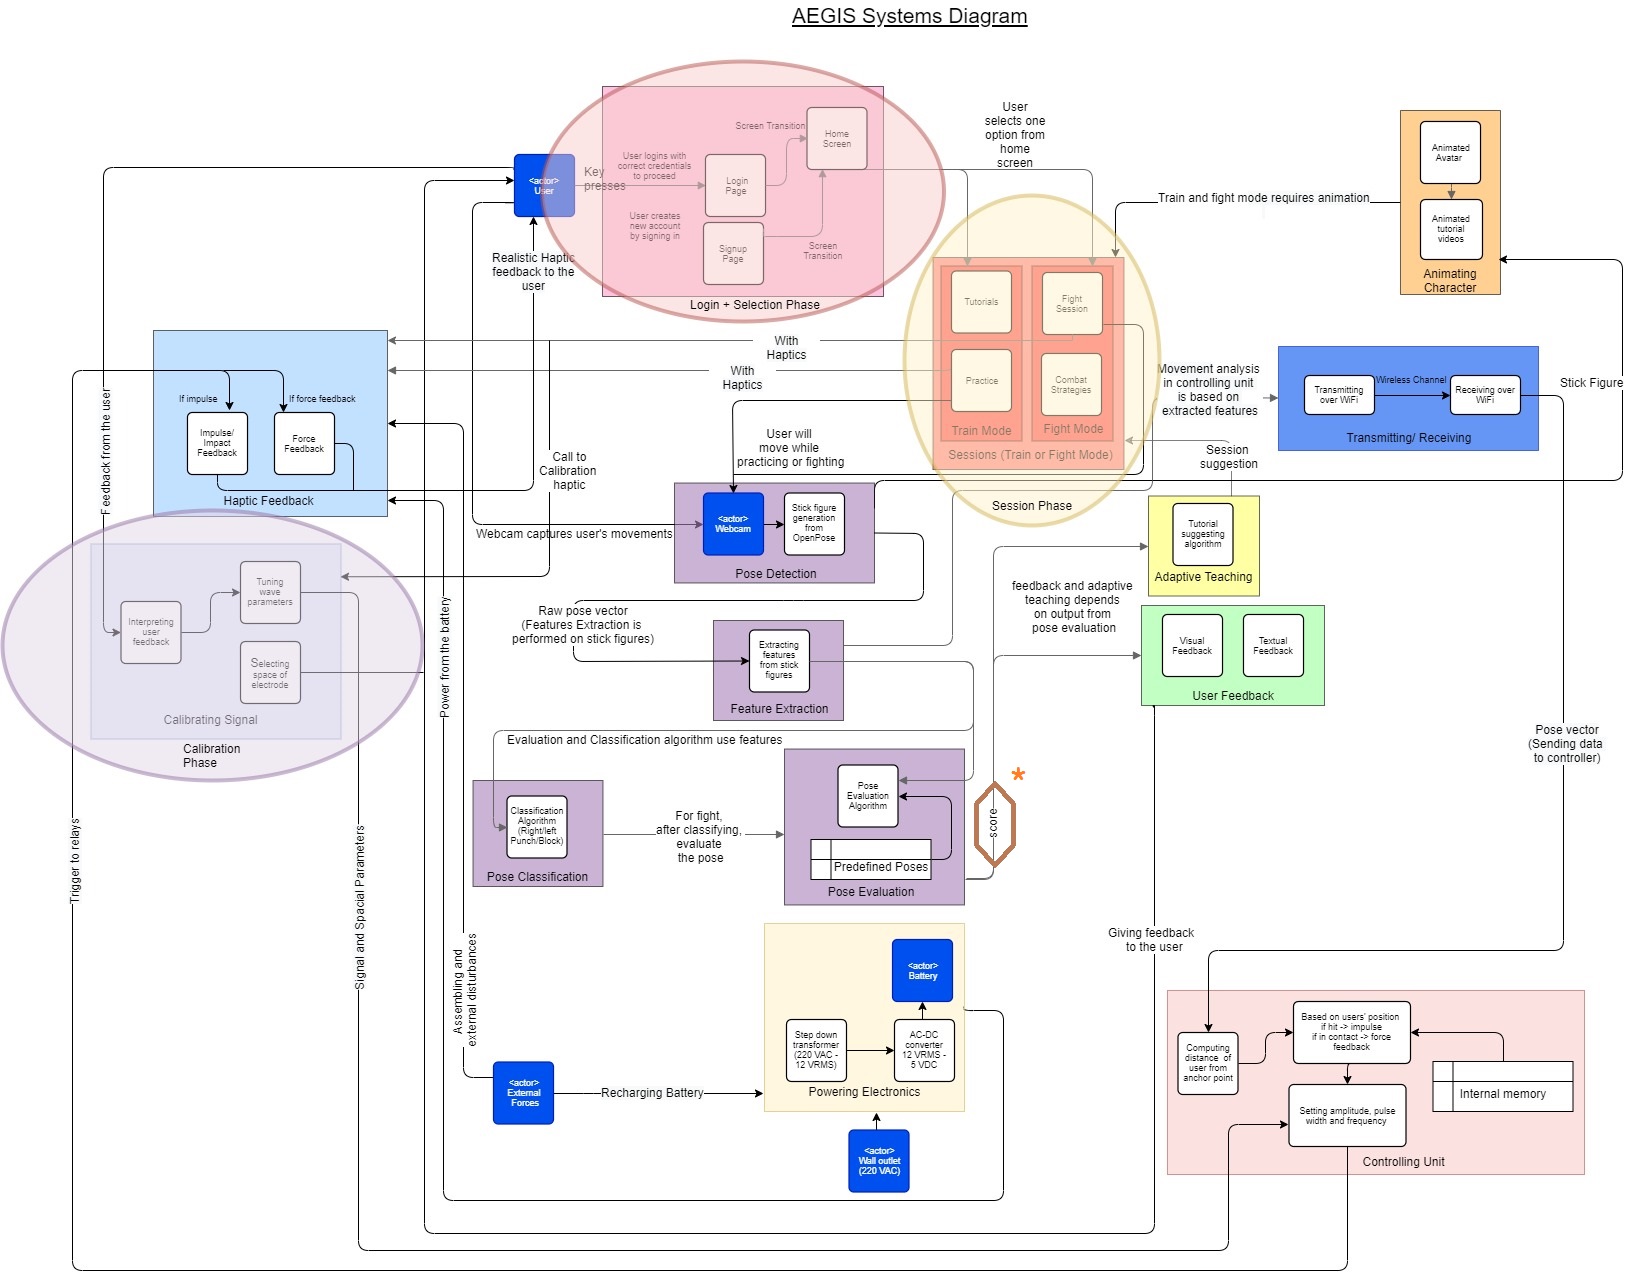 AEGIS Systems Diagram
<actor>
User
Key
presses
User logins with
correct credentials
to proceed
User creates
new account
by signing in
Login
Page
Signup
Page
Screen Transition
Home
Screen
Screen
Transition
Login + Selection Phase
User
selects one
option from
home
screen
Train and fight mode requires animation
Animated
Avatar
Animated
tutorial
videos
Animating
Character
Realistic Haptic
feedback to the
user
Tutorials
Practice
Train Mode
Fight
Session
Combat
Strategies
Fight Mode
Sessions (Train or Fight Mode)
Session Phase
With
Haptics
With
Haptics
Movement analysis
in controlling unit
is based on
extracted features
Transmitting
over WiFi
Wireless Channel
Receiving over
WiFi
Transmitting/ Receiving
Stick Figure
If impulse
If force feedback
Impulse/
Impact
Feedback
Force
Feedback
Haptic Feedback
Feedback from the user
Call to
Calibration
haptic
User will
move while
practicing or fighting
Session
suggestion
<actor>
Webcam
Stick figure
generation
from
OpenPose
Pose Detection
Webcam captures user's movements
Tutorial
suggesting
algorithm
Adaptive Teaching
Interpreting
user
feedback
Tuning
wave
parameters
Selecting
space of
electrode
Calibrating Signal
Calibration
Phase
Power from the battery
Raw pose vector
(Features Extraction is
performed on stick figures)
Extracting
features
from stick
figures
Feature Extraction
feedback and adaptive
teaching depends
on output from
pose evaluation
Visual
Feedback
Textual
Feedback
User Feedback
Evaluation and Classification algorithm use features
Classification
Algorithm
(Right/left
Punch/Block)
Pose Classification
For fight,
after classifying,
evaluate
the pose
Pose
Evaluation
Algorithm
Predefined Poses
Pose Evaluation
score
*
Pose vector
(Sending data
to controller)
Trigger to relays
Signal and Spacial Parameters
Assembling and
external disturbances
Giving feedback
to the user
<actor>
Battery
Step down
transformer
(220 VAC -
12 VRMS)
AC-DC
converter
12 VRMS -
5 VDC
Powering Electronics
<actor>
External
Forces
Recharging Battery
<actor>
Wall outlet
(220 VAC)
Computing
distance of
user from
anchor point
Based on users' position
if hit -> impulse
if in contact -> force
feedback
Internal memory
Setting amplitude, pulse
width and frequency
Controlling Unit